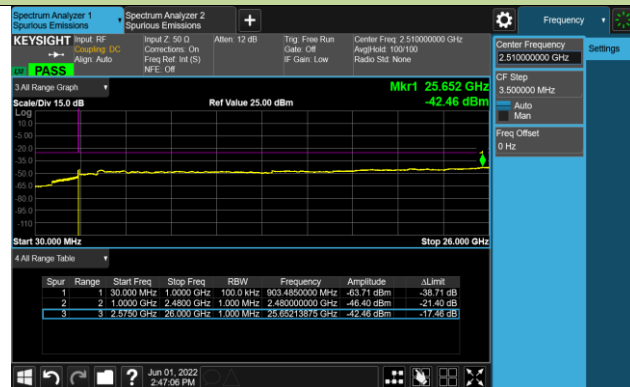 Spectrum Analyzer 1
Spurious Emissions
Spectrum Analyzer 2
Spurious Emissions
+
Frequency
KEYSIGHT
Input: RF
Coupling: DC
Align: Auto
Input Z: 50 Ω
Corrections: On
Freq Ref: Int (S)
NFE: Off
Atten: 12 dB
Trig: Free Run
Gate: Off
IF Gain: Low
Center Freq: 2.510000000 GHz
Avg|Hold: 100/100
Radio Std: None
PASS
Center Frequency
2.510000000 GHz
Settings
CF Step
3.500000 MHz
Auto
Man
Freq Offset
0 Hz
3 All Range Graph
Mkr1 25.652 GHz
Scale/Div 15.0 dB
Ref Value 25.00 dBm
-42.46 dBm
Log
10.0
-5.00
-20.0
-35.0
-50.0
-65.0
-80.0
-95.0
-110
1
Start 30.000 MHz
Stop 26.000 GHz
4 All Range Table
Spur Range Start Freq Stop Freq RBW Frequency Amplitude ΔLimit
1 1 30.000 MHz 1.0000 GHz 100.0 kHz 903.4850000 MHz -63.71 dBm -38.71 dB
2 2 1.0000 GHz 2.4800 GHz 1.000 MHz 2.480000000 GHz -46.40 dBm -21.40 dB
3 3 2.5750 GHz 26.000 GHz 1.000 MHz 25.65213875 GHz -42.46 dBm -17.46 dB
?
Jun 01, 2022
2:47:06 PM